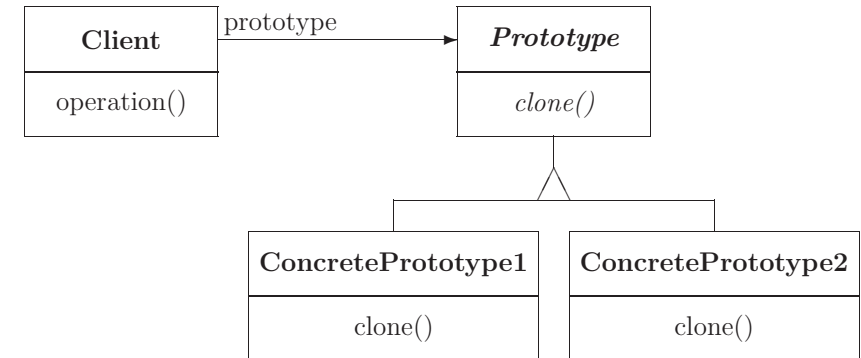 prototype
Client
Prototype
operation()
clone()
ConcretePrototype1
ConcretePrototype2
clone()
clone()